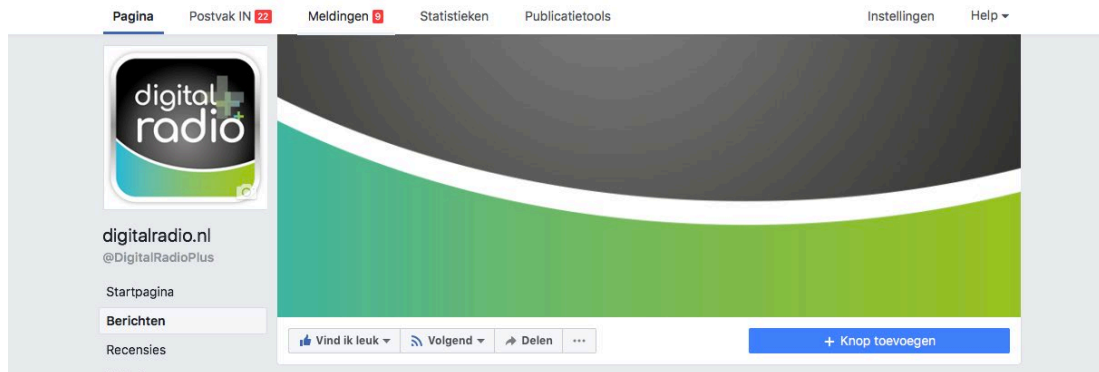 Pagina Postvak IN 22 Meldingen 9 Statistieken Publicatietools Instellingen Help
digital
radio
digitalradio.nl
@DigitalRadioPlus
Startpagina
Berichten
Recensies
Vind ik leuk Volgend Delen ...
+ Knop toevoegen